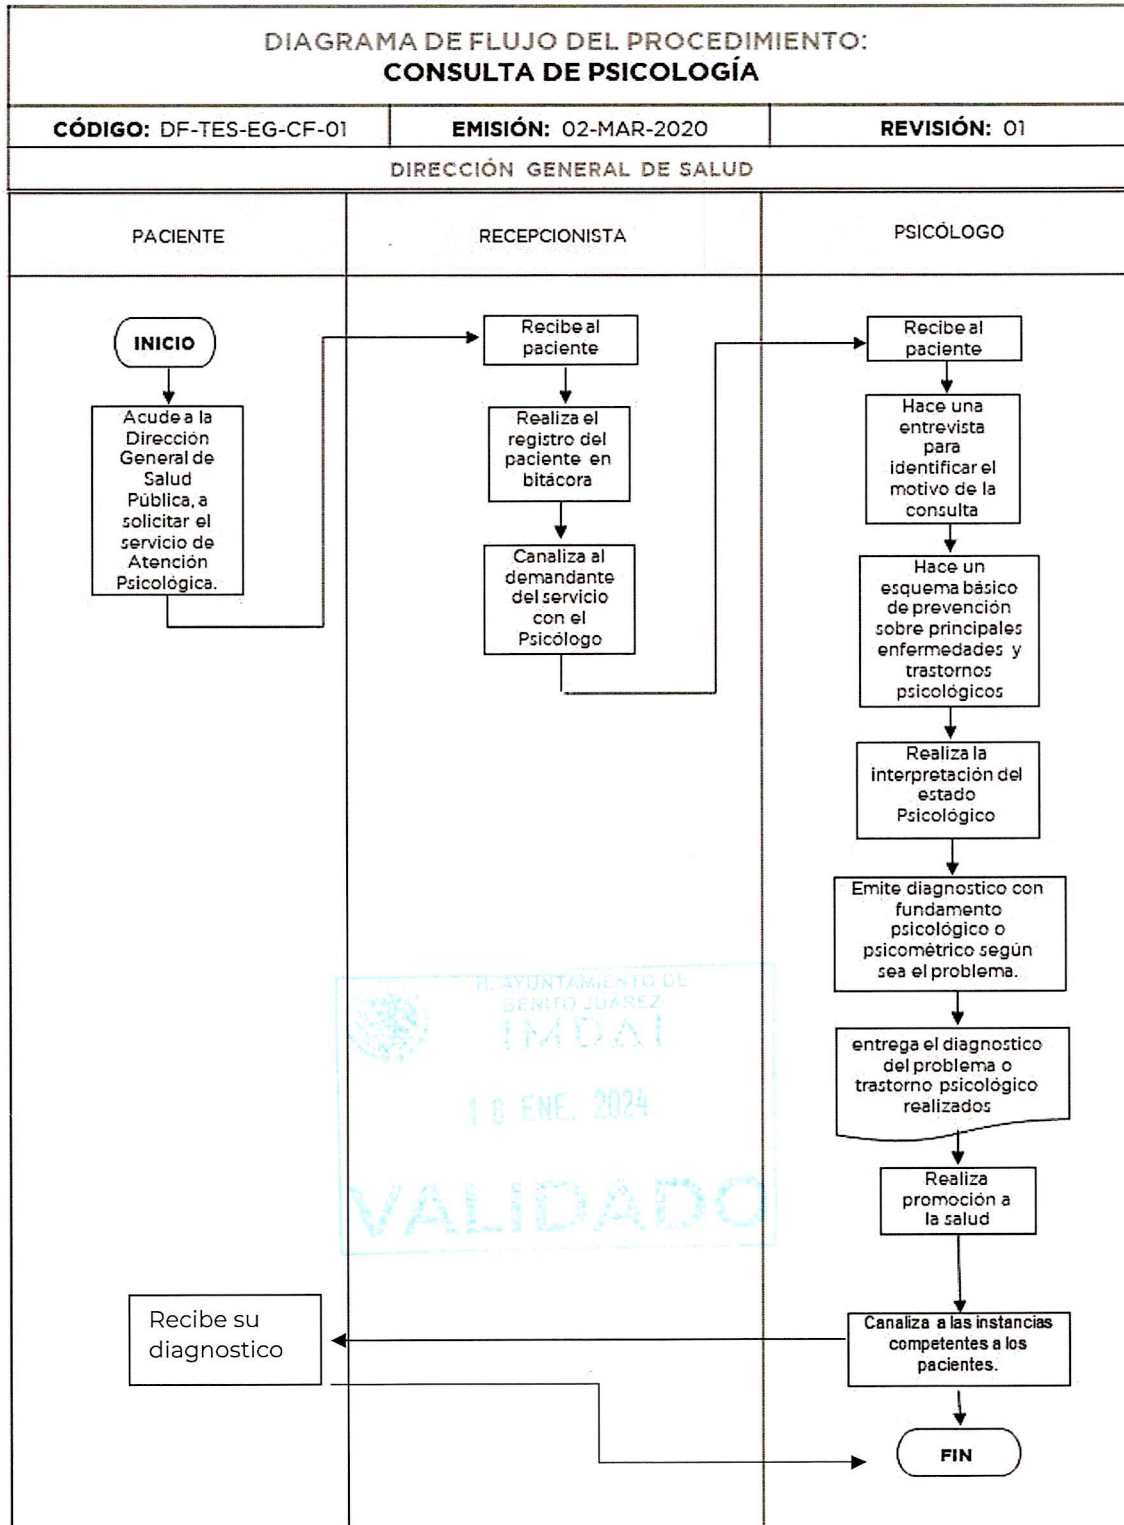 DIAGRAMA DE FLUJO DEL PROCEDIMIENTO:
CONSULTA DE PSICOLOGÍA
CÓDIGO: DF-TES-EG-CF-01
EMISIÓN: 02-MAR-2020
REVISIÓN: 01
DIRECCIÓN GENERAL DE SALUD
PACIENTE
RECEPCIONISTA
PSICÓLOGO
INICIO
Acude a la
Dirección
General de
Salud
Pública, a
solicitar el
servicio de
Atención
Psicológica.
Recibe al
paciente
Realiza el
registro del
paciente en
bitácora
Canaliza al
demandante
del servicio
con el
Psicólogo
Recibe al
paciente
Hace una
entrevista
para
identificar el
motivo de la
consulta
Hace un
esquema básico
de prevención
sobre principales
enfermedades y
trastornos
psicológicos
Realiza la
interpretación del
estado
Psicológico
Emite diagnostico con
fundamento
psicológico o
psicométrico según
sea el problema.
entrega el diagnostico
del problema o
trastorno psicológico
realizados
Realiza
promoción a
la salud
Canaliza a las instancias
competentes a los
pacientes.
Recibe su
diagnostico
FIN
H. AYUNTAMIENTO DE
BENITO JUAREZ
IMDAI
ENE. 2024
VALIDADO